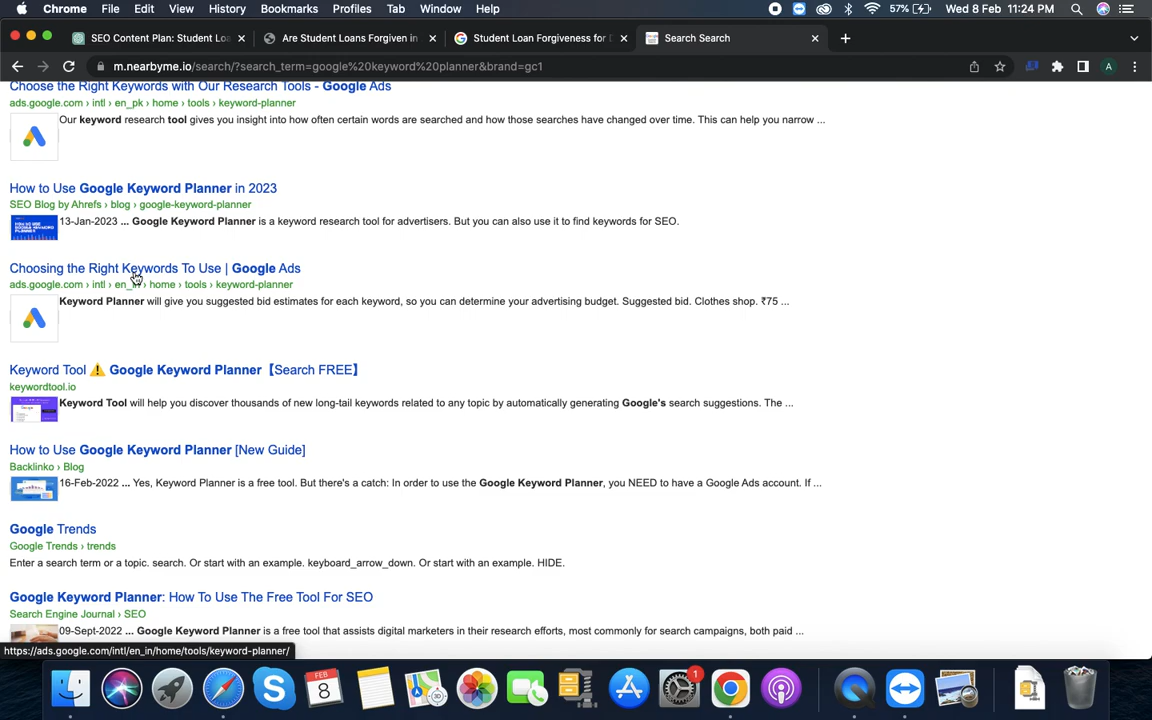 Chrome File Edit View History Bookmarks Profiles Tab Window Help 57% Wed 8 Feb 11:24 PM
SEO Content Plan: Student Loa Are Student Loans Forgiven in Student Loan Forgiveness for D Search Search
m.nearbyme.io/search/?search_term=google%20keyword%20planner&brand=gc1
A
Choose the Right Keywords with Our Research Tools - Google Ads
ads.google.com › intl › en_pk › home › tools › keyword-planner
Our keyword research tool gives you insight into how often certain words are searched and how those searches have changed over time. This can help you narrow ...
How to Use Google Keyword Planner in 2023
SEO Blog by Ahrefs › blog › google-keyword-planner
13-Jan-2023 ... Google Keyword Planner is a keyword research tool for advertisers. But you can also use it to find keywords for SEO.
Choosing the Right Keywords To Use | Google Ads
ads.google.com › intl › en_in › home › tools › keyword-planner
Keyword Planner will give you suggested bid estimates for each keyword, so you can determine your advertising budget. Suggested bid. Clothes shop. ₹75 ...
Keyword Tool ⚠️ Google Keyword Planner【Search FREE】
keywordtool.io
Keyword Tool will help you discover thousands of new long-tail keywords related to any topic by automatically generating Google's search suggestions. The ...
How to Use Google Keyword Planner [New Guide]
Backlinko › Blog
16-Feb-2022 ... Yes, Keyword Planner is a free tool. But there's a catch: In order to use the Google Keyword Planner, you NEED to have a Google Ads account. If ...
Google Trends
Google Trends › trends
Enter a search term or a topic. search. Or start with an example. keyboard_arrow_down. Or start with an example. HIDE.
Google Keyword Planner: How To Use The Free Tool For SEO
Search Engine Journal › SEO
09-Sept-2022 ... Google Keyword Planner is a free tool that assists digital marketers in their research efforts, most commonly for search campaigns, both paid ...
https://ads.google.com/intl/en_in/home/tools/keyword-planner/
FEB
8
1